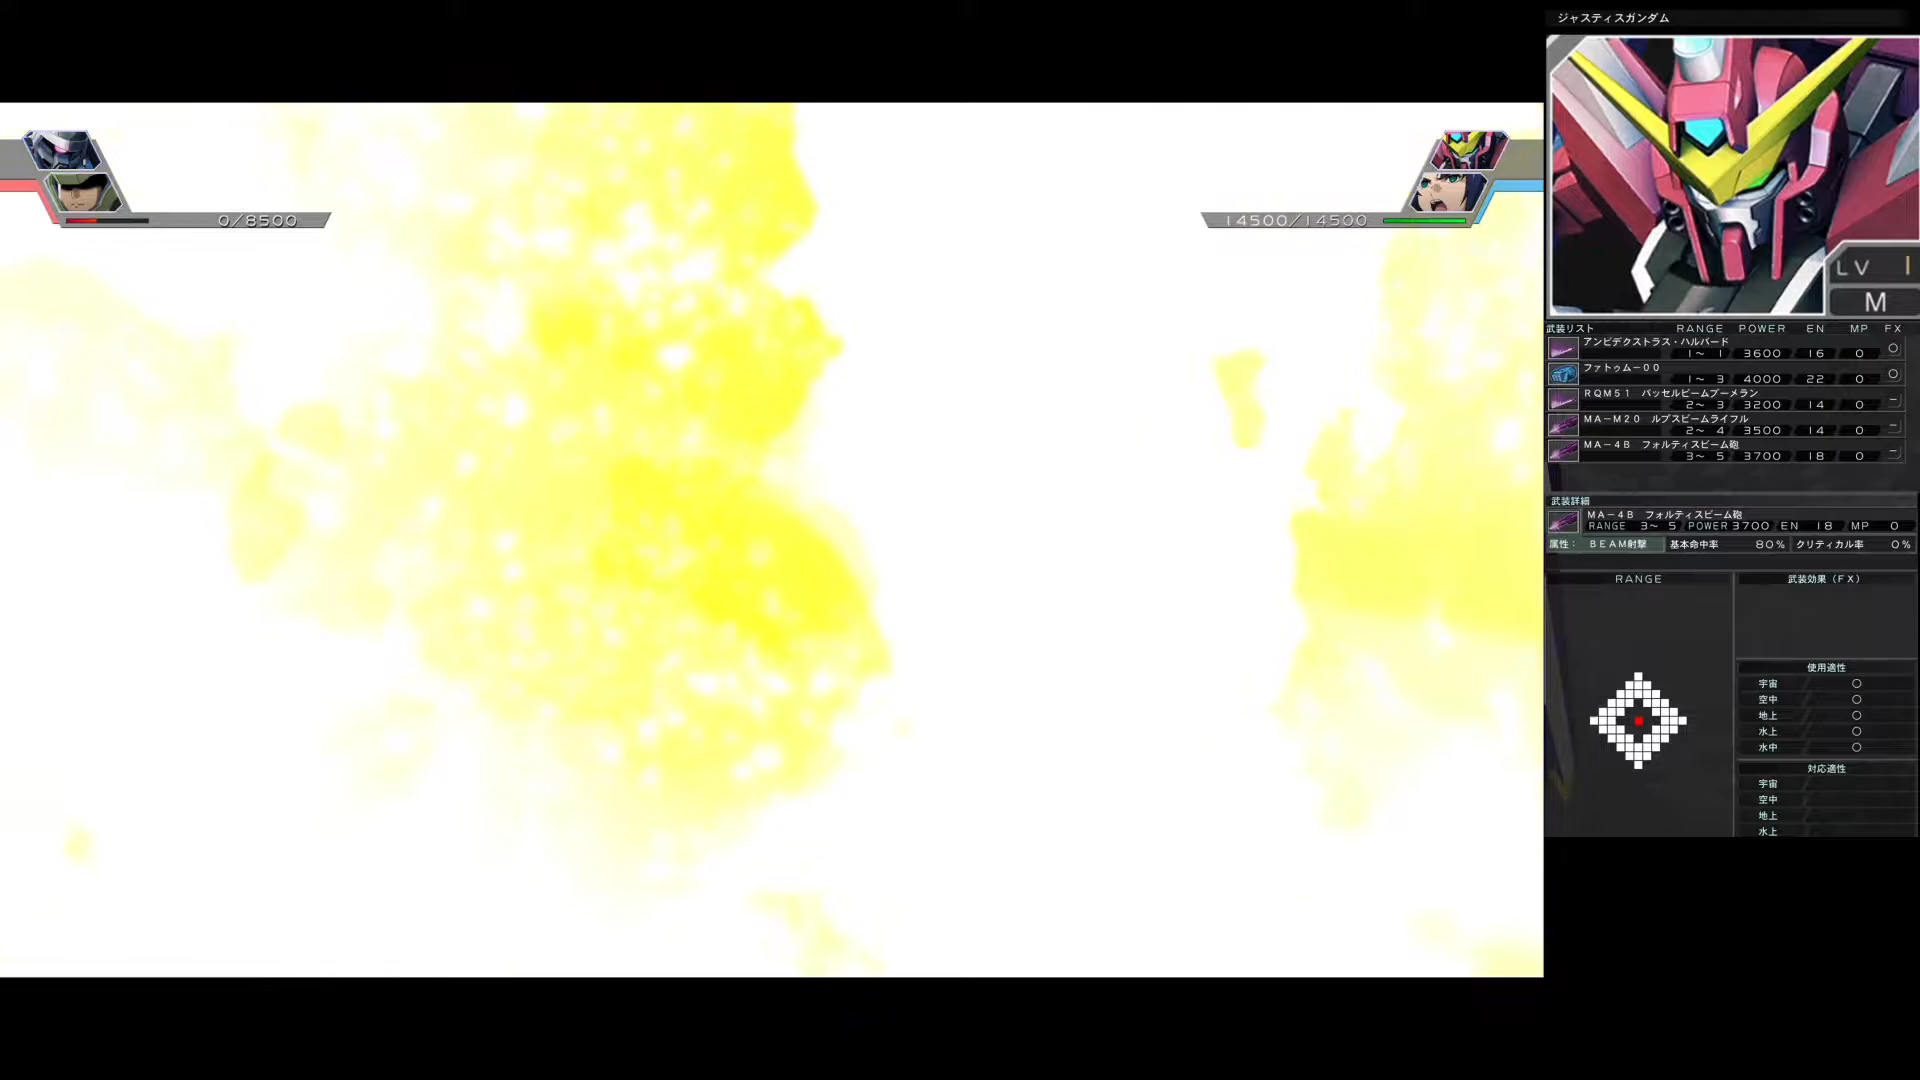 ジャスティスガンダム
0/8500
14500/14500
LV 1
M
武装リスト RANGE POWER EN MP FX
アンビデクストラス・ハルバード
1～ 1 3600 16 0 ○
ファトゥム－００
1～ 3 4000 22 0 ○
ＲＱＭ５１ バッセルビームブーメラン
2～ 3 3200 14 0 －
ＭＡ－Ｍ２０ ルプスビームライフル
2～ 4 3500 14 0 －
ＭＡ－４Ｂ フォルティスビーム砲
3～ 5 3700 18 0 －
武装詳細
ＭＡ－４Ｂ フォルティスビーム砲
RANGE 3～ 5 POWER 3700 EN 18 MP 0
属性： ＢＥＡＭ射撃 基本命中率 80% クリティカル率 0%
RANGE 武装効果（ＦＸ）
使用適性
宇宙 ○
空中 ○
地上 ○
水上 ○
水中 ○
対応適性
宇宙
空中
地上
水上